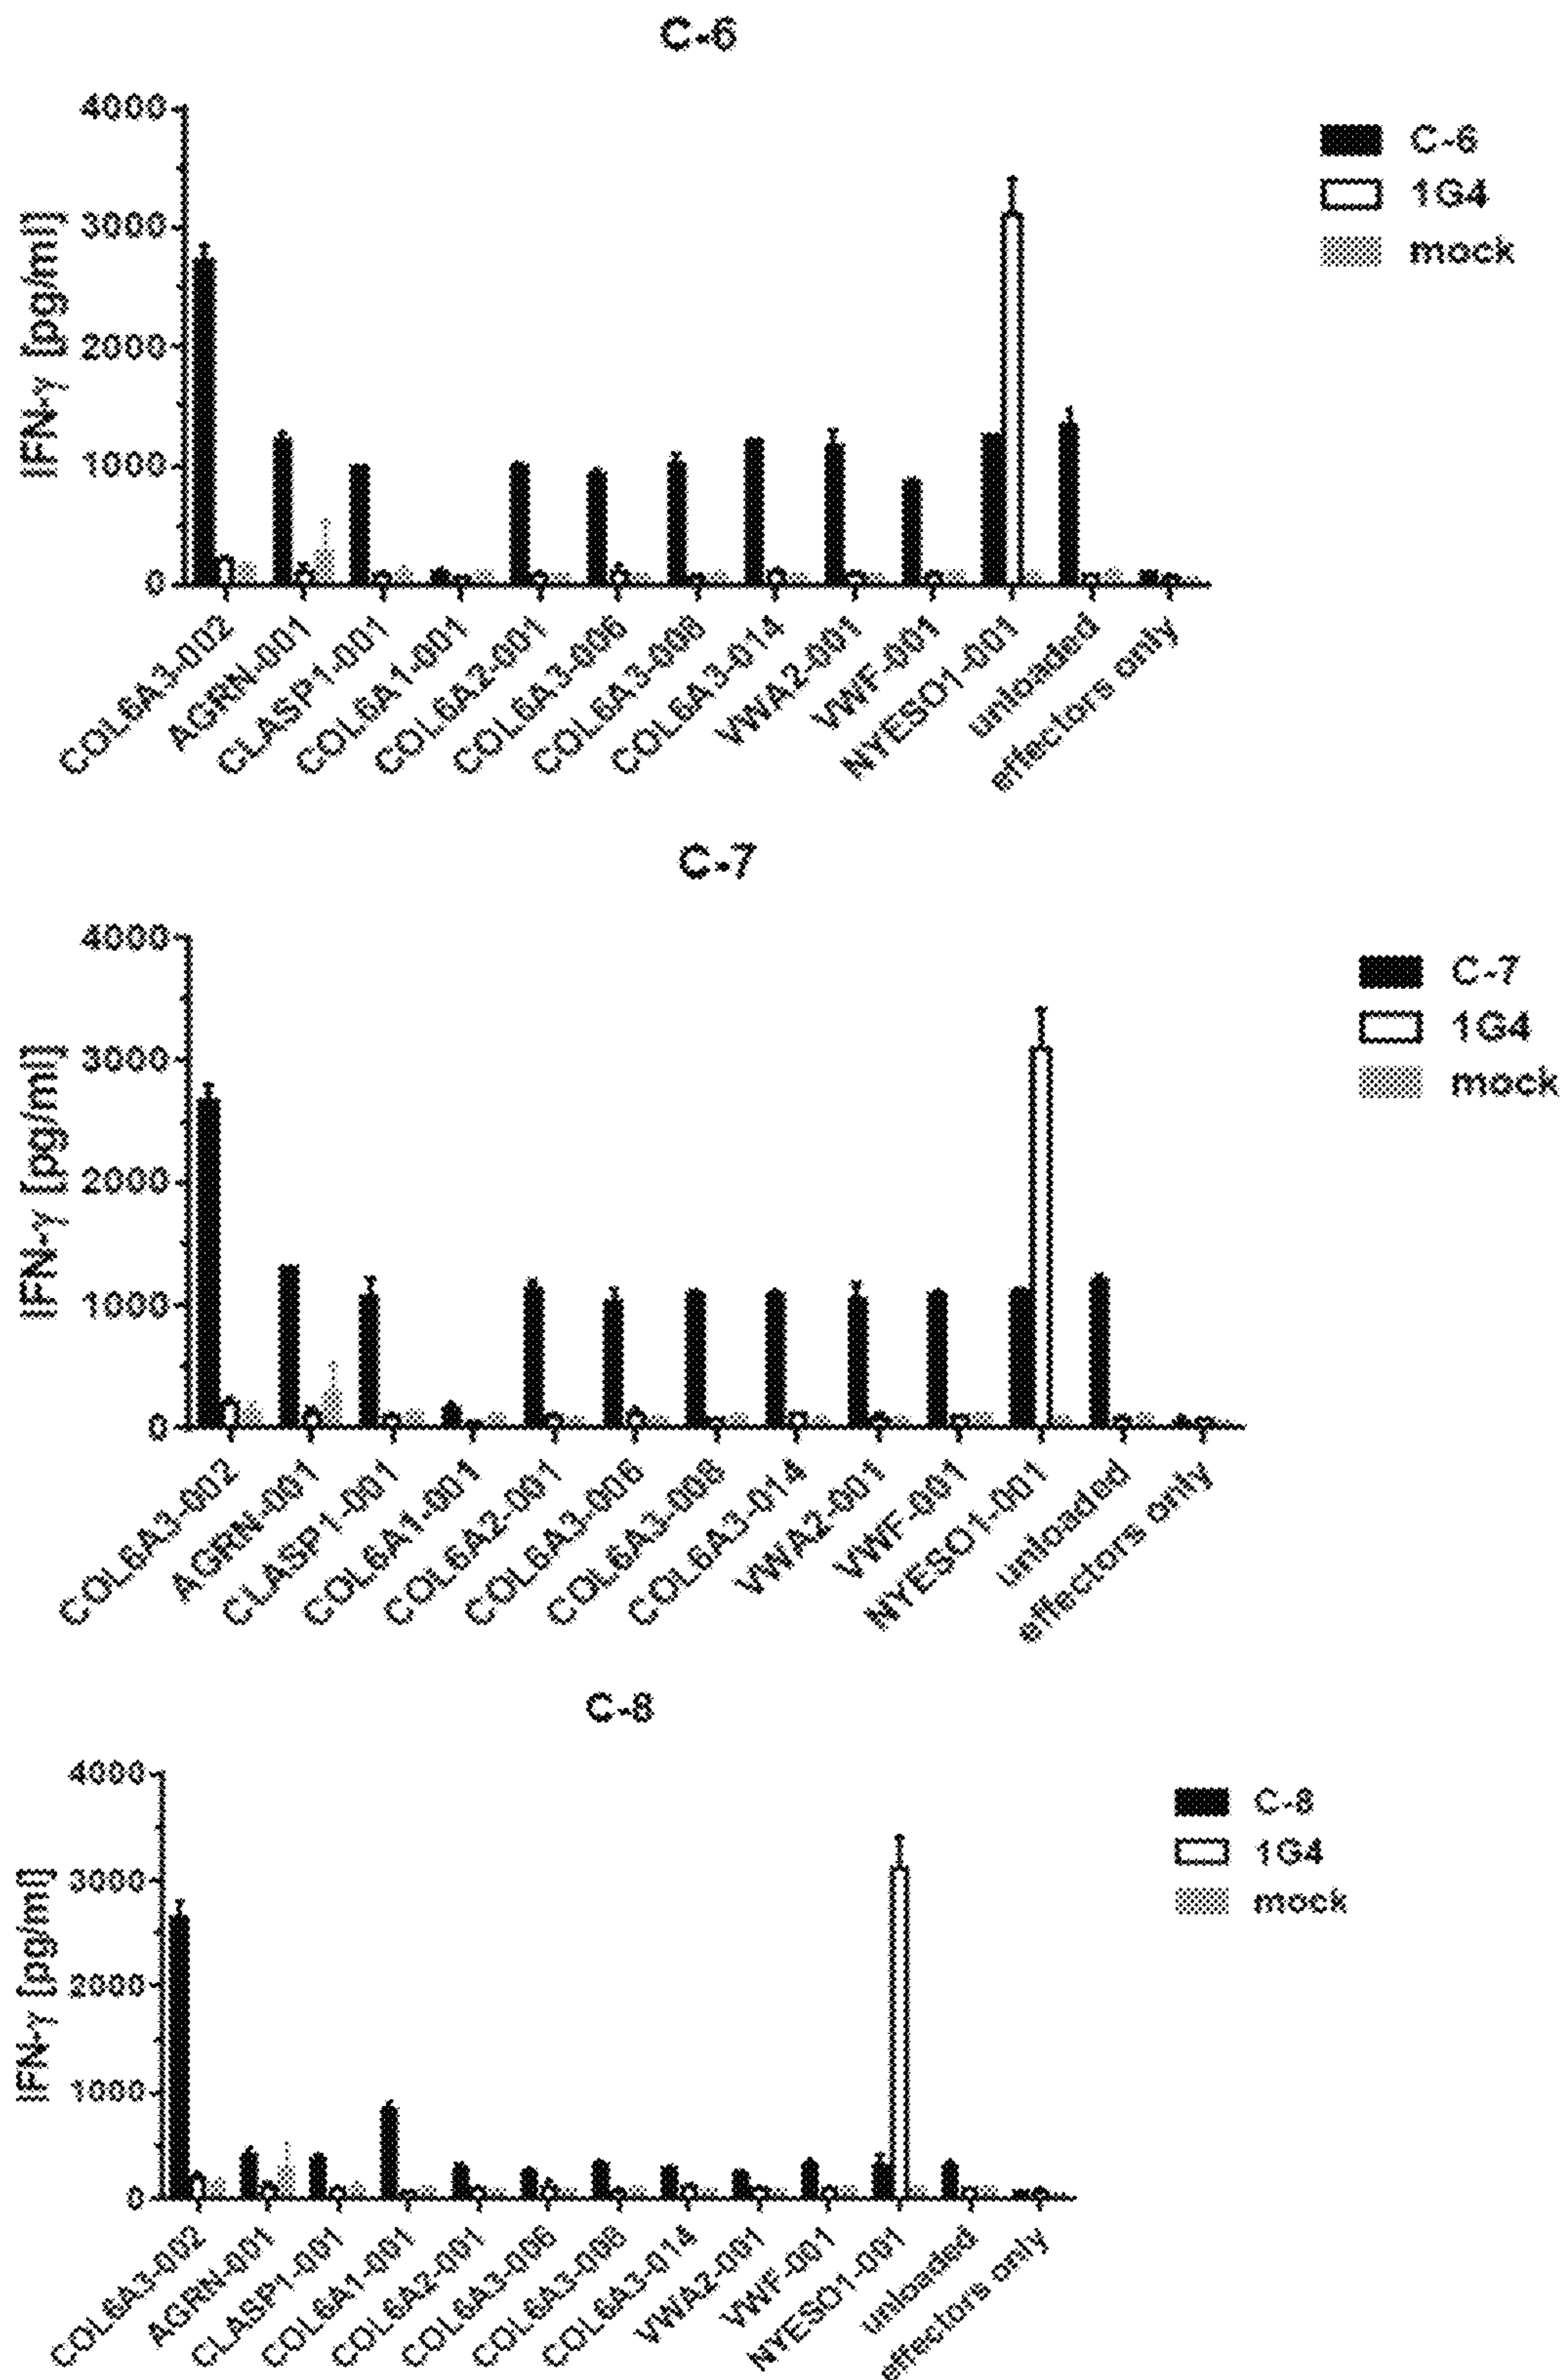 C-6
4000
3000
2000
1000
0
IFN-γ [pg/ml]
C-6
1G4
mock
COL6A3-002
AGRN-001
CLASP1-001
COL6A1-001
COL6A2-001
COL6A3-006
COL6A3-008
COL6A3-014
VWA2-001
VWF-001
NYESO1-001
unloaded
effectors only
C-7
4000
3000
2000
1000
0
IFN-γ [pg/ml]
C-7
1G4
mock
COL6A3-002
AGRN-001
CLASP1-001
COL6A1-001
COL6A2-001
COL6A3-006
COL6A3-008
COL6A3-014
VWA2-001
VWF-001
NYESO1-001
unloaded
effectors only
C-8
4000
3000
2000
1000
0
IFN-γ [pg/ml]
C-8
1G4
mock
COL6A3-002
AGRN-001
CLASP1-001
COL6A1-001
COL6A2-001
COL6A3-006
COL6A3-008
COL6A3-014
VWA2-001
VWF-001
NYESO1-001
unloaded
effectors only